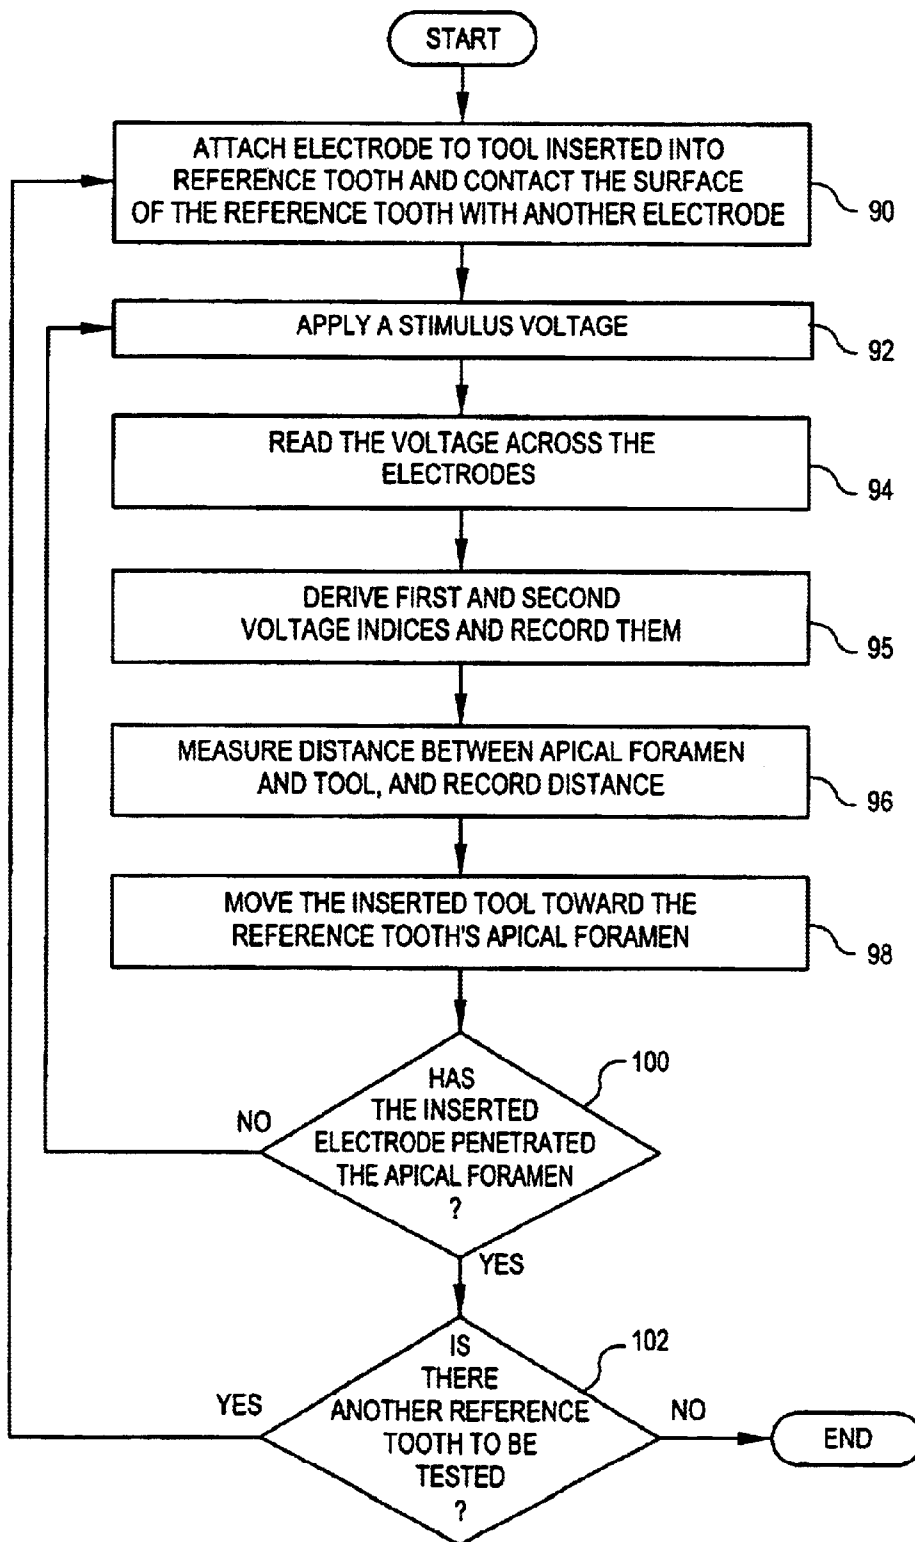 START
ATTACH ELECTRODE TO TOOL INSERTED INTO
REFERENCE TOOTH AND CONTACT THE SURFACE
OF THE REFERENCE TOOTH WITH ANOTHER ELECTRODE
90
APPLY A STIMULUS VOLTAGE
92
READ THE VOLTAGE ACROSS THE
ELECTRODES
94
DERIVE FIRST AND SECOND
VOLTAGE INDICES AND RECORD THEM
95
MEASURE DISTANCE BETWEEN APICAL FORAMEN
AND TOOL, AND RECORD DISTANCE
96
MOVE THE INSERTED TOOL TOWARD THE
REFERENCE TOOTH'S APICAL FORAMEN
98
100
HAS
THE INSERTED
ELECTRODE PENETRATED
THE APICAL FORAMEN
?
NO
YES
102
IS
THERE
ANOTHER REFERENCE
TOOTH TO BE
TESTED
?
YES
NO
END